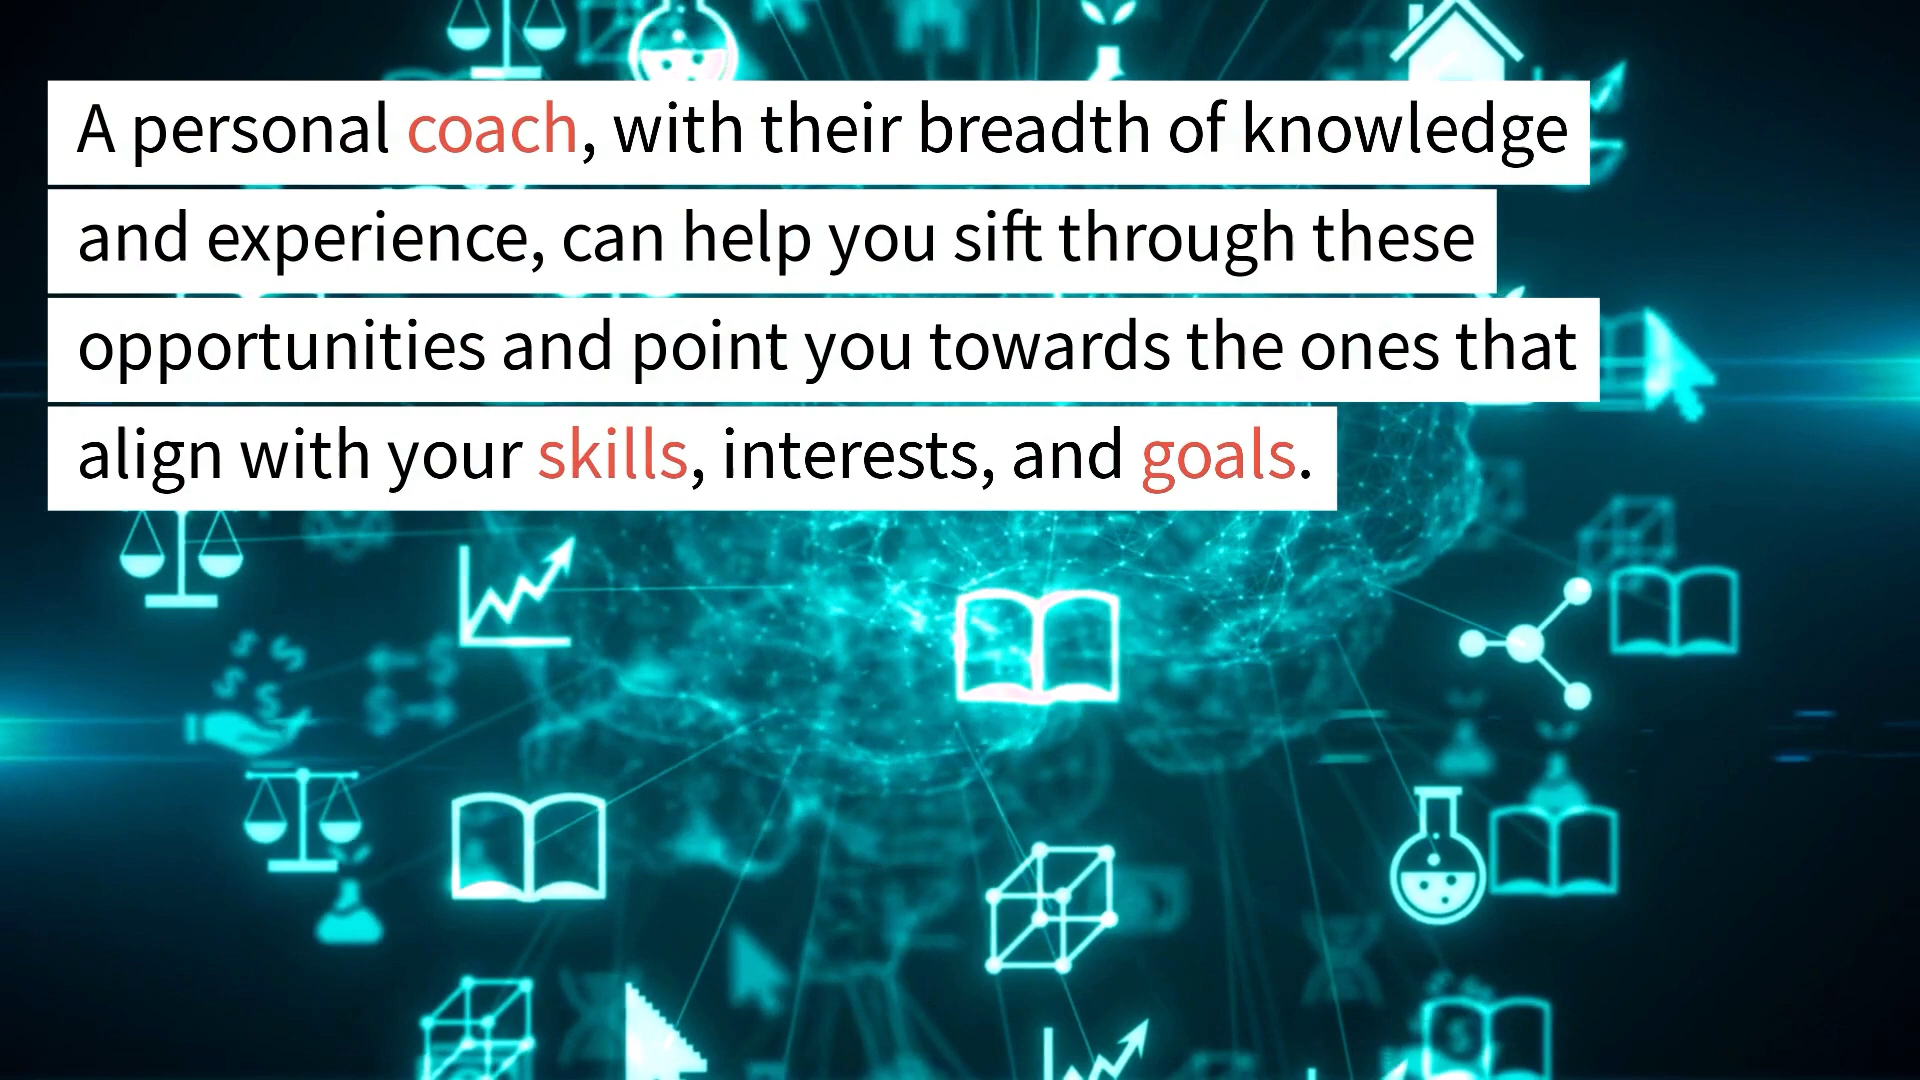 A personal coach, with their breadth of knowledge
and experience, can help you sift through these
opportunities and point you towards the ones that
align with your skills, interests, and goals.